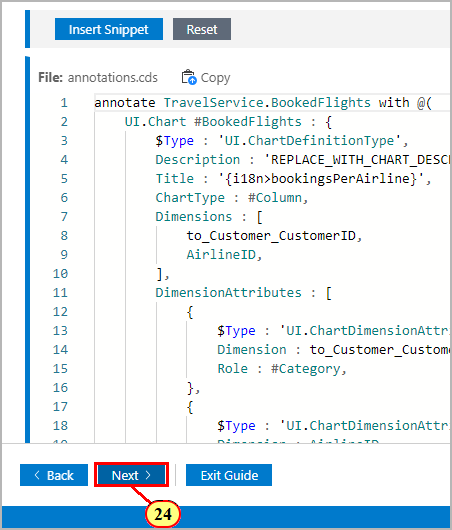 Insert Snippet Reset
File: annotations.cds Copy
1 annotate TravelService.BookedFlights with @(
2 UI.Chart #BookedFlights : {
3 $Type : 'UI.ChartDefinitionType',
4 Description : 'REPLACE_WITH_CHART_DESC
5 Title : '{i18n>bookingsPerAirline}',
6 ChartType : #Column,
7 Dimensions : [
8 to_Customer_CustomerID,
9 AirlineID,
10 ],
11 DimensionAttributes : [
12 {
13 $Type : 'UI.ChartDimensionAttri
14 Dimension : to_Customer_Custome
15 Role : #Category,
16 },
17 {
18 $Type : 'UI.ChartDimensionAttri
19 Dimension : AirlineID
Back Next Exit Guide
24